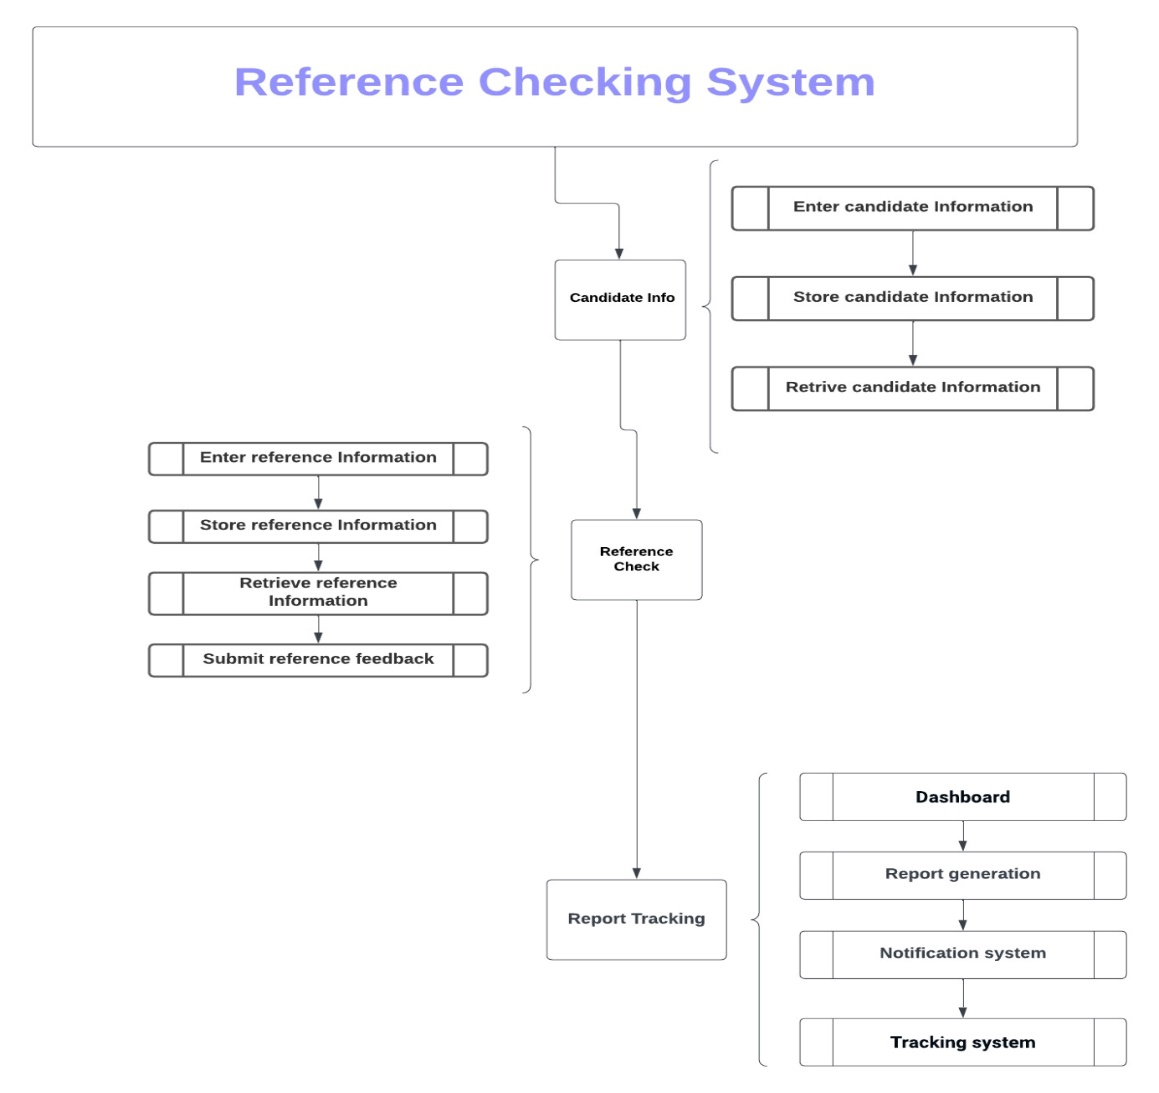 Reference Checking System
Enter candidate Information
Candidate Info
Store candidate Information
Retrive candidate Information
Enter reference Information
Store reference Information
Retrieve reference
Information
Submit reference feedback
Reference
Check
Dashboard
Report generation
Report Tracking
Notification system
Tracking system